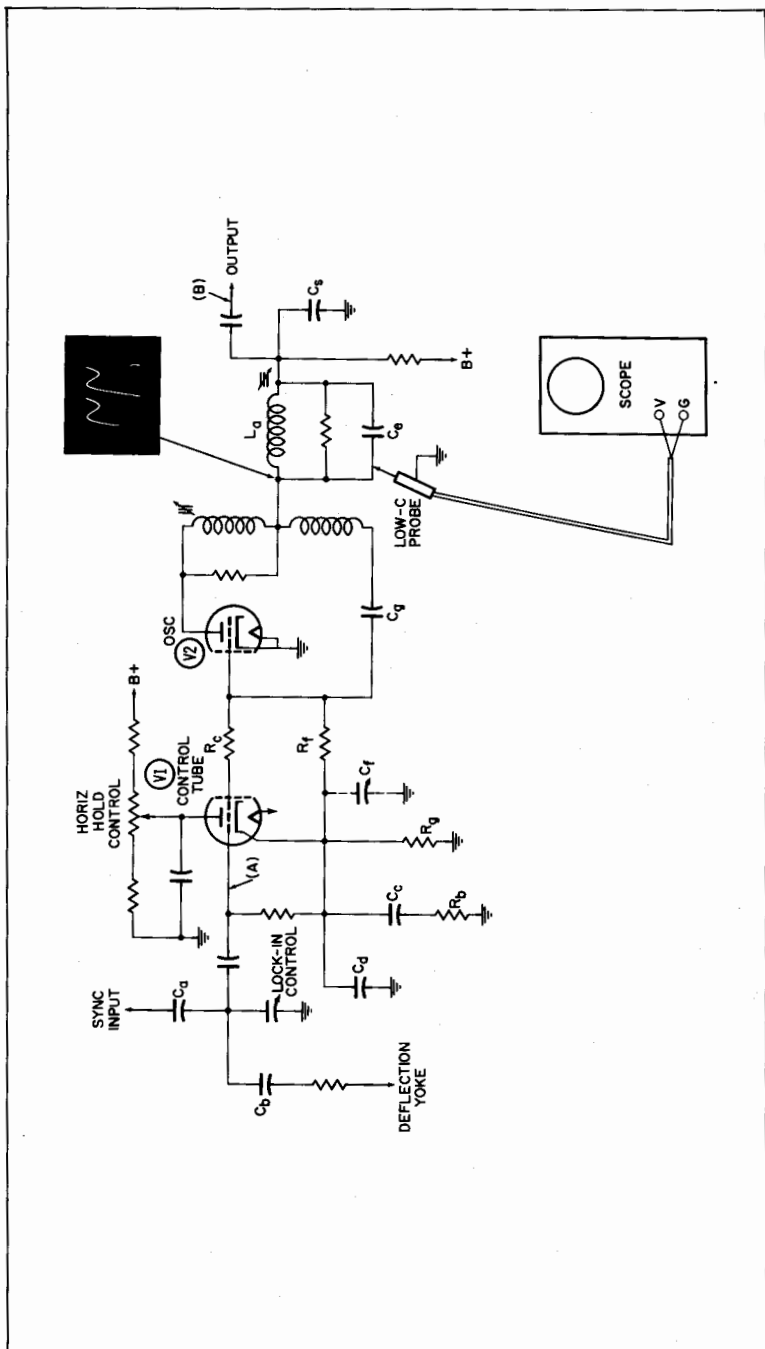 SYNC
INPUT
Ca
Cb
DEFLECTION
YOKE
LOCK-IN
CONTROL
(A)
HORIZ
HOLD
CONTROL
B+
V1
CONTROL
TUBE
Rc
Rf
Cf
Rg
Cc
Rb
Cd
OSC
V2
Cg
La
Ce
LOW-C
PROBE
(B)
OUTPUT
Cs
B+
SCOPE
V
G